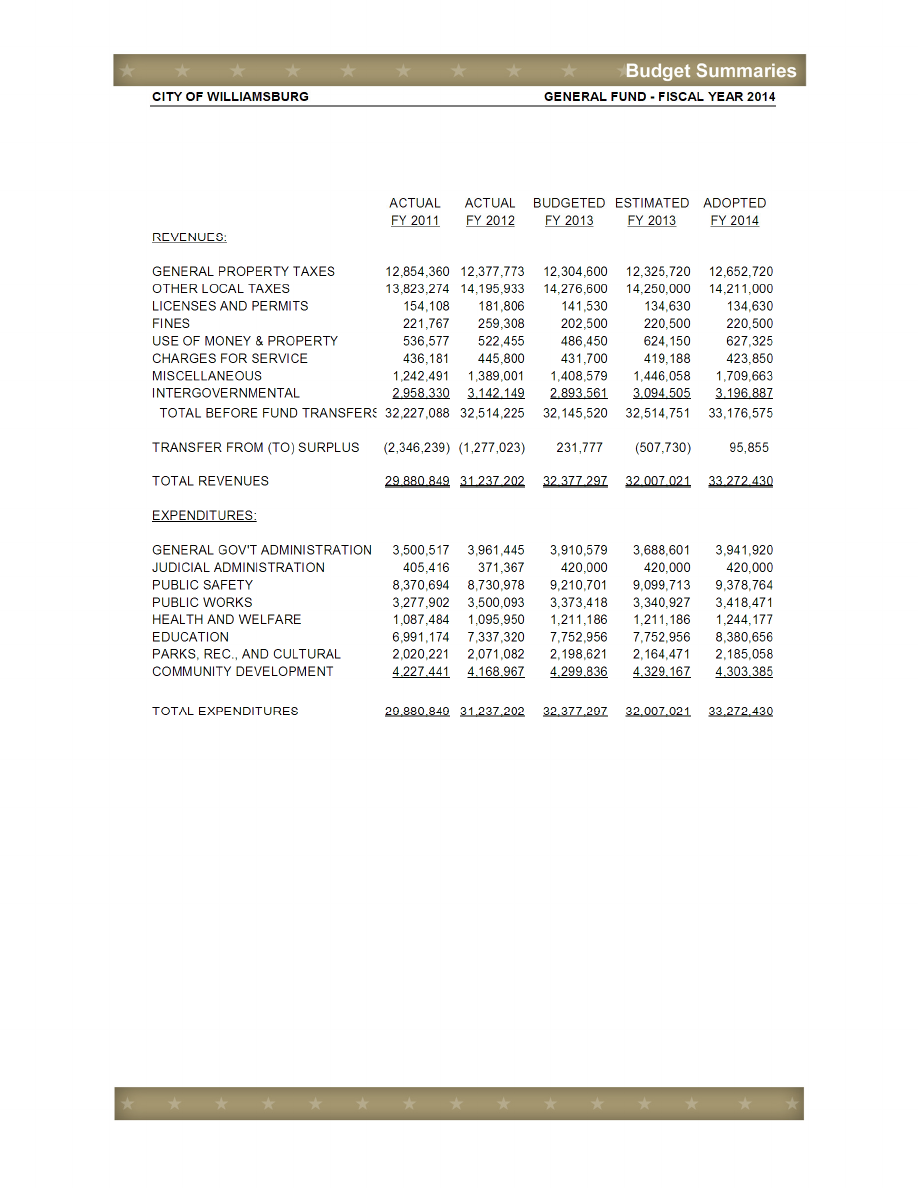 Budget Summaries
CITY OF WILLIAMSBURG GENERAL FUND - FISCAL YEAR 2014
ACTUAL ACTUAL BUDGETED ESTIMATED ADOPTED
FY 2011 FY 2012 FY 2013 FY 2013 FY 2014
REVENUES:
GENERAL PROPERTY TAXES 12,854,360 12,377,773 12,304,600 12,325,720 12,652,720
OTHER LOCAL TAXES 13,823,274 14,195,933 14,276,600 14,250,000 14,211,000
LICENSES AND PERMITS 154,108 181,806 141,530 134,630 134,630
FINES 221,767 259,308 202,500 220,500 220,500
USE OF MONEY & PROPERTY 536,577 522,455 486,450 624,150 627,325
CHARGES FOR SERVICE 436,181 445,800 431,700 419,188 423,850
MISCELLANEOUS 1,242,491 1,389,001 1,408,579 1,446,058 1,709,663
INTERGOVERNMENTAL 2,958,330 3,142,149 2,893,561 3,094,505 3,196,887
TOTAL BEFORE FUND TRANSFERS 32,227,088 32,514,225 32,145,520 32,514,751 33,176,575
TRANSFER FROM (TO) SURPLUS (2,346,239) (1,277,023) 231,777 (507,730) 95,855
TOTAL REVENUES 29,880,849 31,237,202 32,377,297 32,007,021 33,272,430
EXPENDITURES:
GENERAL GOV'T ADMINISTRATION 3,500,517 3,961,445 3,910,579 3,688,601 3,941,920
JUDICIAL ADMINISTRATION 405,416 371,367 420,000 420,000 420,000
PUBLIC SAFETY 8,370,694 8,730,978 9,210,701 9,099,713 9,378,764
PUBLIC WORKS 3,277,902 3,500,093 3,373,418 3,340,927 3,418,471
HEALTH AND WELFARE 1,087,484 1,095,950 1,211,186 1,211,186 1,244,177
EDUCATION 6,991,174 7,337,320 7,752,956 7,752,956 8,380,656
PARKS, REC., AND CULTURAL 2,020,221 2,071,082 2,198,621 2,164,471 2,185,058
COMMUNITY DEVELOPMENT 4,227,441 4,168,967 4,299,836 4,329,167 4,303,385
TOTAL EXPENDITURES 29,880,849 31,237,202 32,377,297 32,007,021 33,272,430